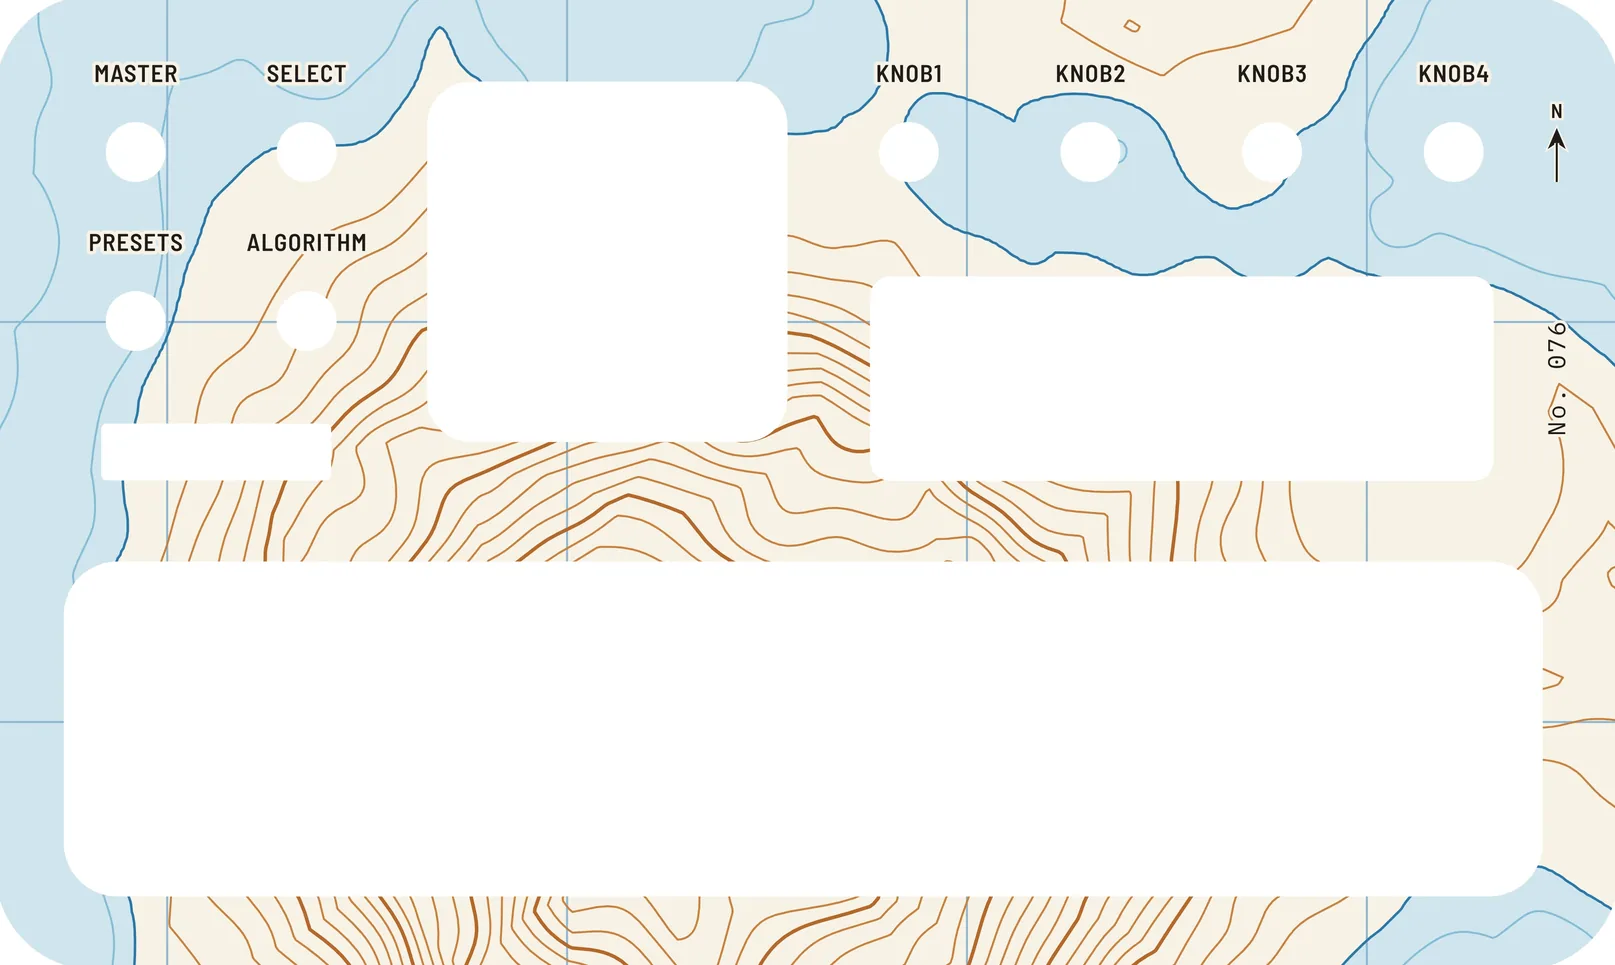 MASTER
SELECT
KNOB1
KNOB2
KNOB3
KNOB4
N
PRESETS
ALGORITHM
No. 076